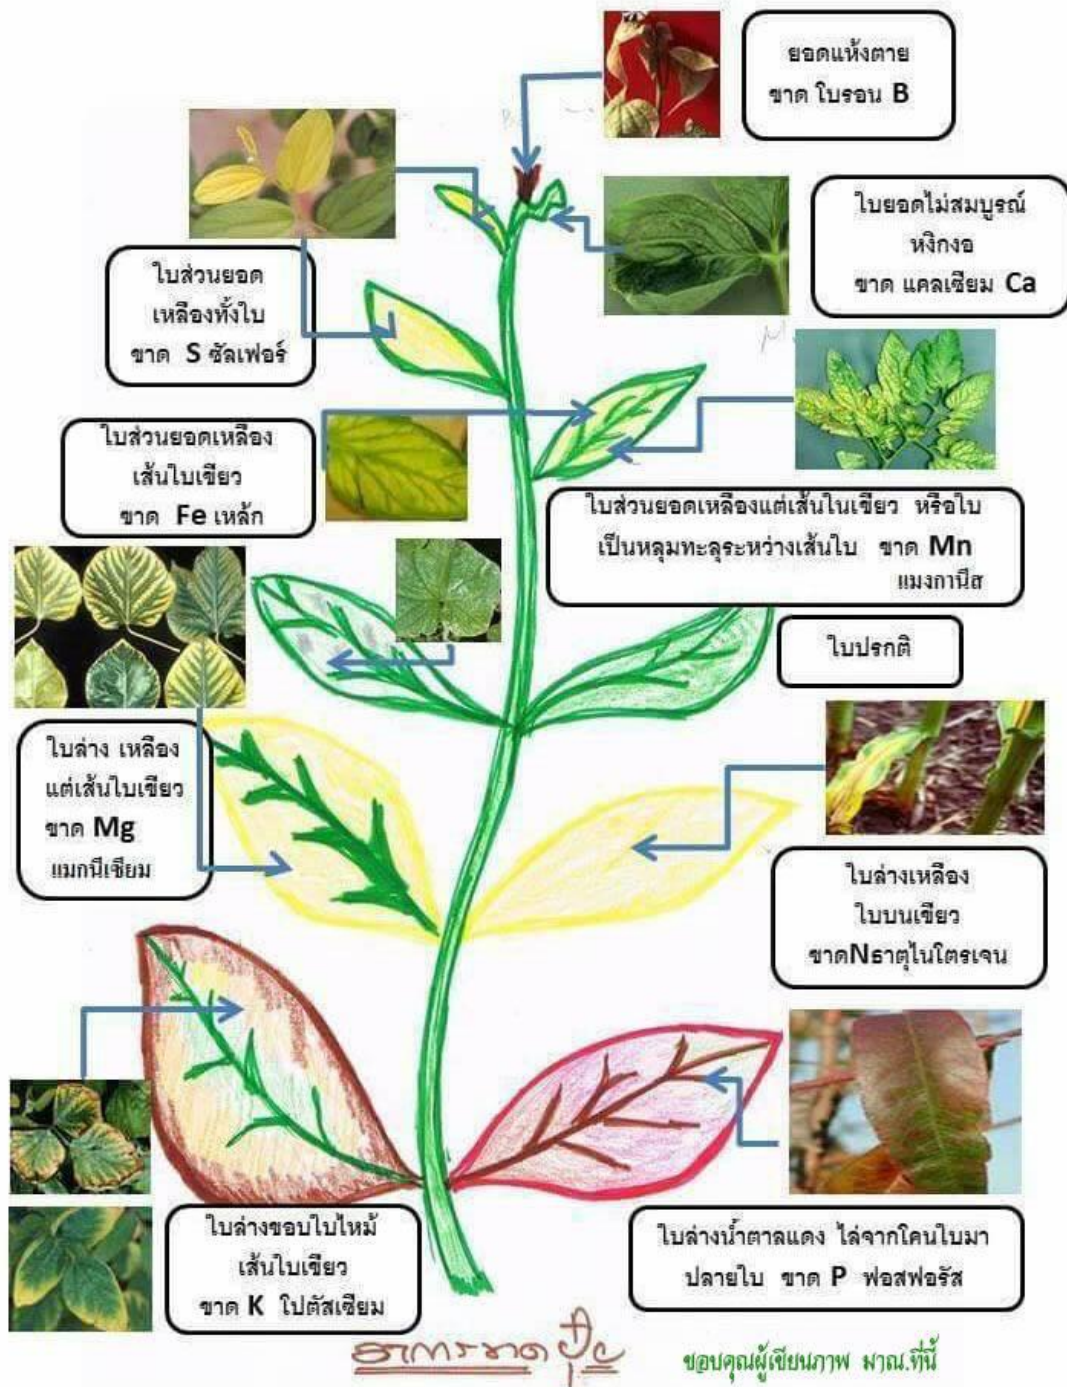 ยอดแห้งตาย
ขาด โบรอน B
ใบยอดไม่สมบูรณ์
หงิกงอ
ขาด แคลเซียม Ca
ใบส่วนยอด
เหลืองทั้งใบ
ขาด S ซัลเฟอร์
ใบส่วนยอดเหลือง
เส้นใบเขียว
ขาด Fe เหล้ก
ใบส่วนยอดเหลืองแต่เส้นในเขียว หรือใบ
เป็นหลุมทะลุระหว่างเส้นใบ ขาด Mn
แมงกานีส
ใบปรกติ
ใบล่าง เหลือง
แต่เส้นใบเขียว
ขาด Mg
แมกนีเซียม
ใบล่างเหลือง
ใบบนเขียว
ขาดNธาตุไนโตรเจน
ใบล่างขอบใบไหม้
เส้นใบเขียว
ขาด K โปตัสเซียม
ใบล่างน้ำตาลแดง ไล่จากโคนใบมา
ปลายใบ ขาด P ฟอสฟอรัส
อาการขาดปุ๋ย
ขอบคุณผู้เขียนภาพ มาณ.ที่นี้